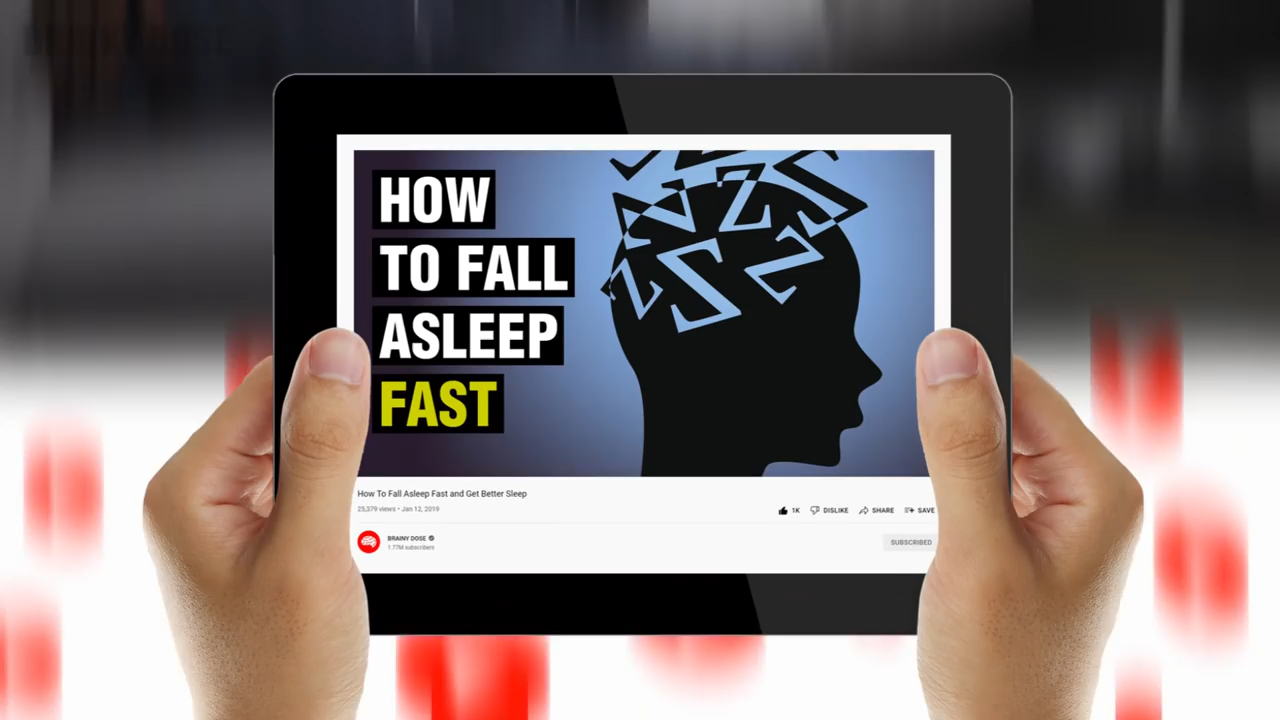 HOW
TO FALL
ASLEEP
FAST
How To Fall Asleep Fast and Get Better Sleep
25,379 views • Jan 12, 2019
1K DISLIKE SHARE SAVE
BRAINY DOSE
1.77M subscribers
SUBSCRIBED